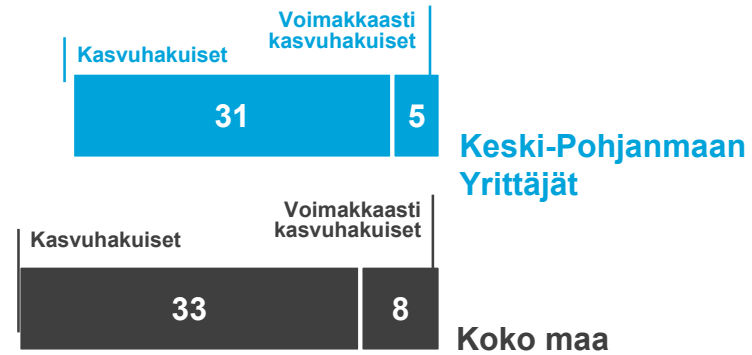 Voimakkaasti
kasvuhakuiset
Kasvuhakuiset
31
5
Keski-Pohjanmaan
Yrittäjät
Voimakkaasti
kasvuhakuiset
Kasvuhakuiset
33
8
Koko maa